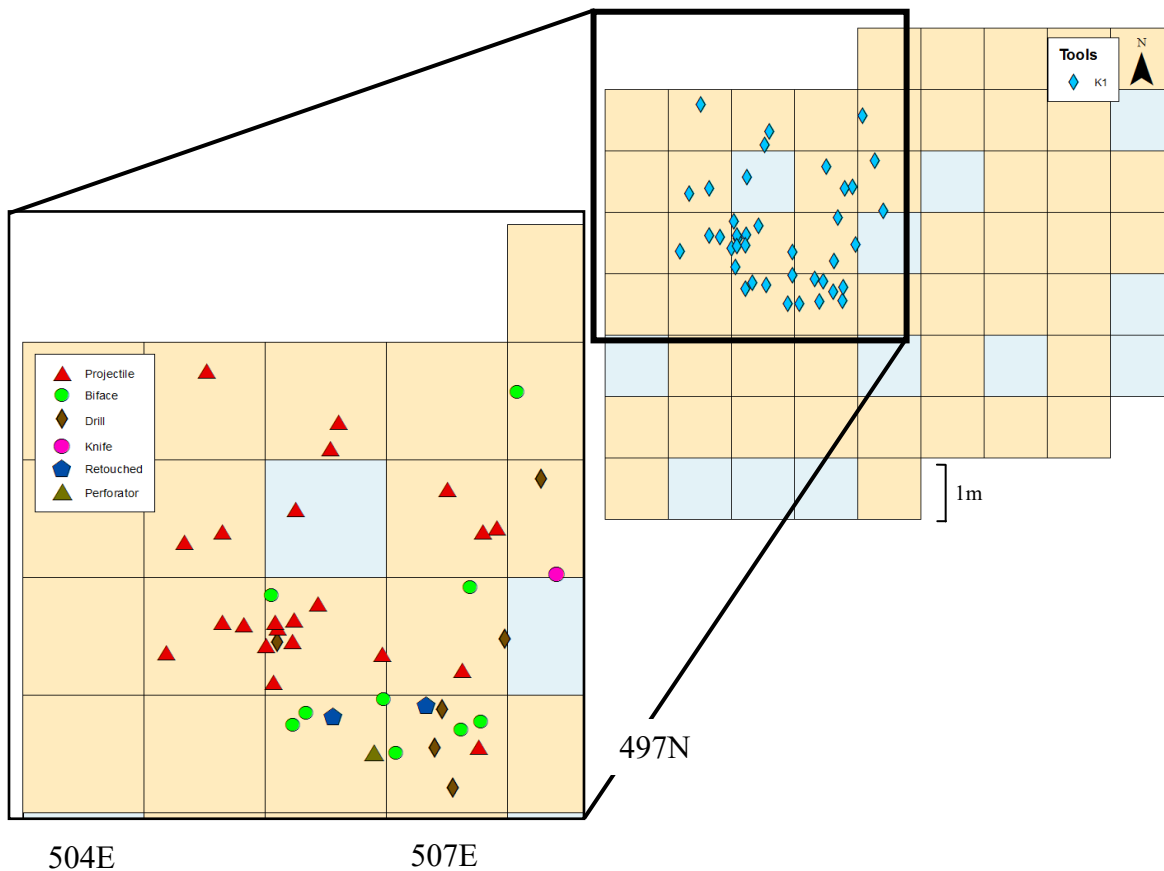 Tools
K1
N
Projectile
Biface
Drill
Knife
Retouched
Perforator
1m
497N
504E
507E